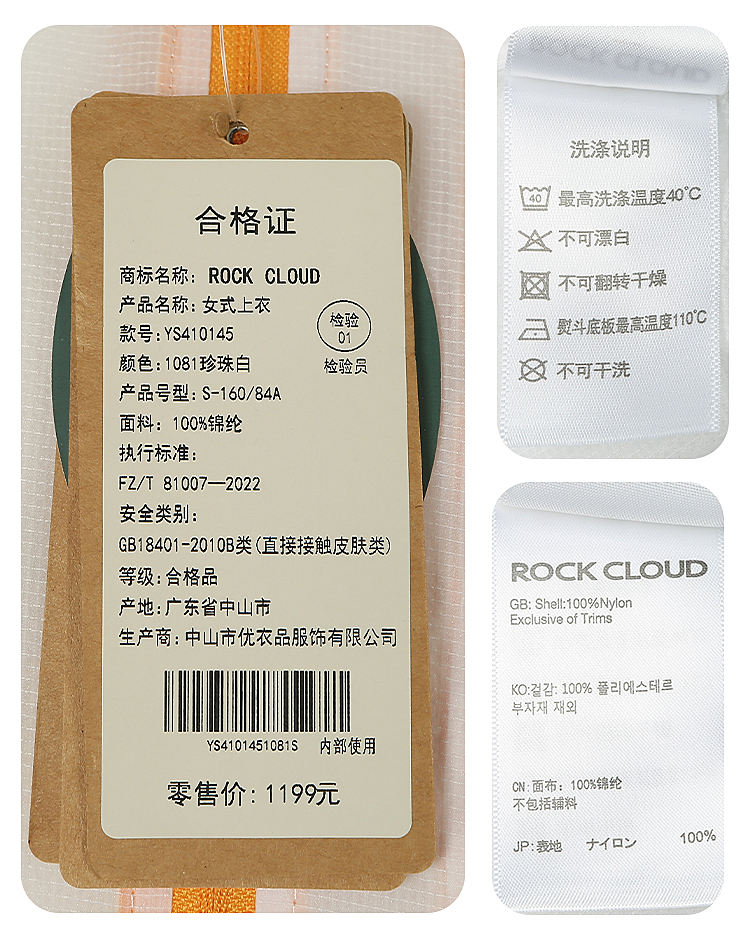 合格证
商标名称: ROCK CLOUD
产品名称: 女式上衣
款号: YS410145
颜色: 1081珍珠白
检验
01
检验员
产品号型: S-160/84A
面料: 100%锦纶
执行标准:
FZ/T 81007—2022
安全类别:
GB18401-2010B类(直接接触皮肤类)
等级: 合格品
产地: 广东省中山市
生产商: 中山市优衣品服饰有限公司
YS4101451081S 内部使用
零售价: 1199元
ROCK CLOUD
洗涤说明
40 最高洗涤温度40℃
不可漂白
不可翻转干燥
熨斗底板最高温度110℃
不可干洗
ROCK CLOUD
GB: Shell:100%Nylon
Exclusive of Trims
KO:겉감: 100% 폴리에스테르
부자재 재외
CN: 面布: 100%锦纶
不包括辅料
JP: 表地 ナイロン 100%